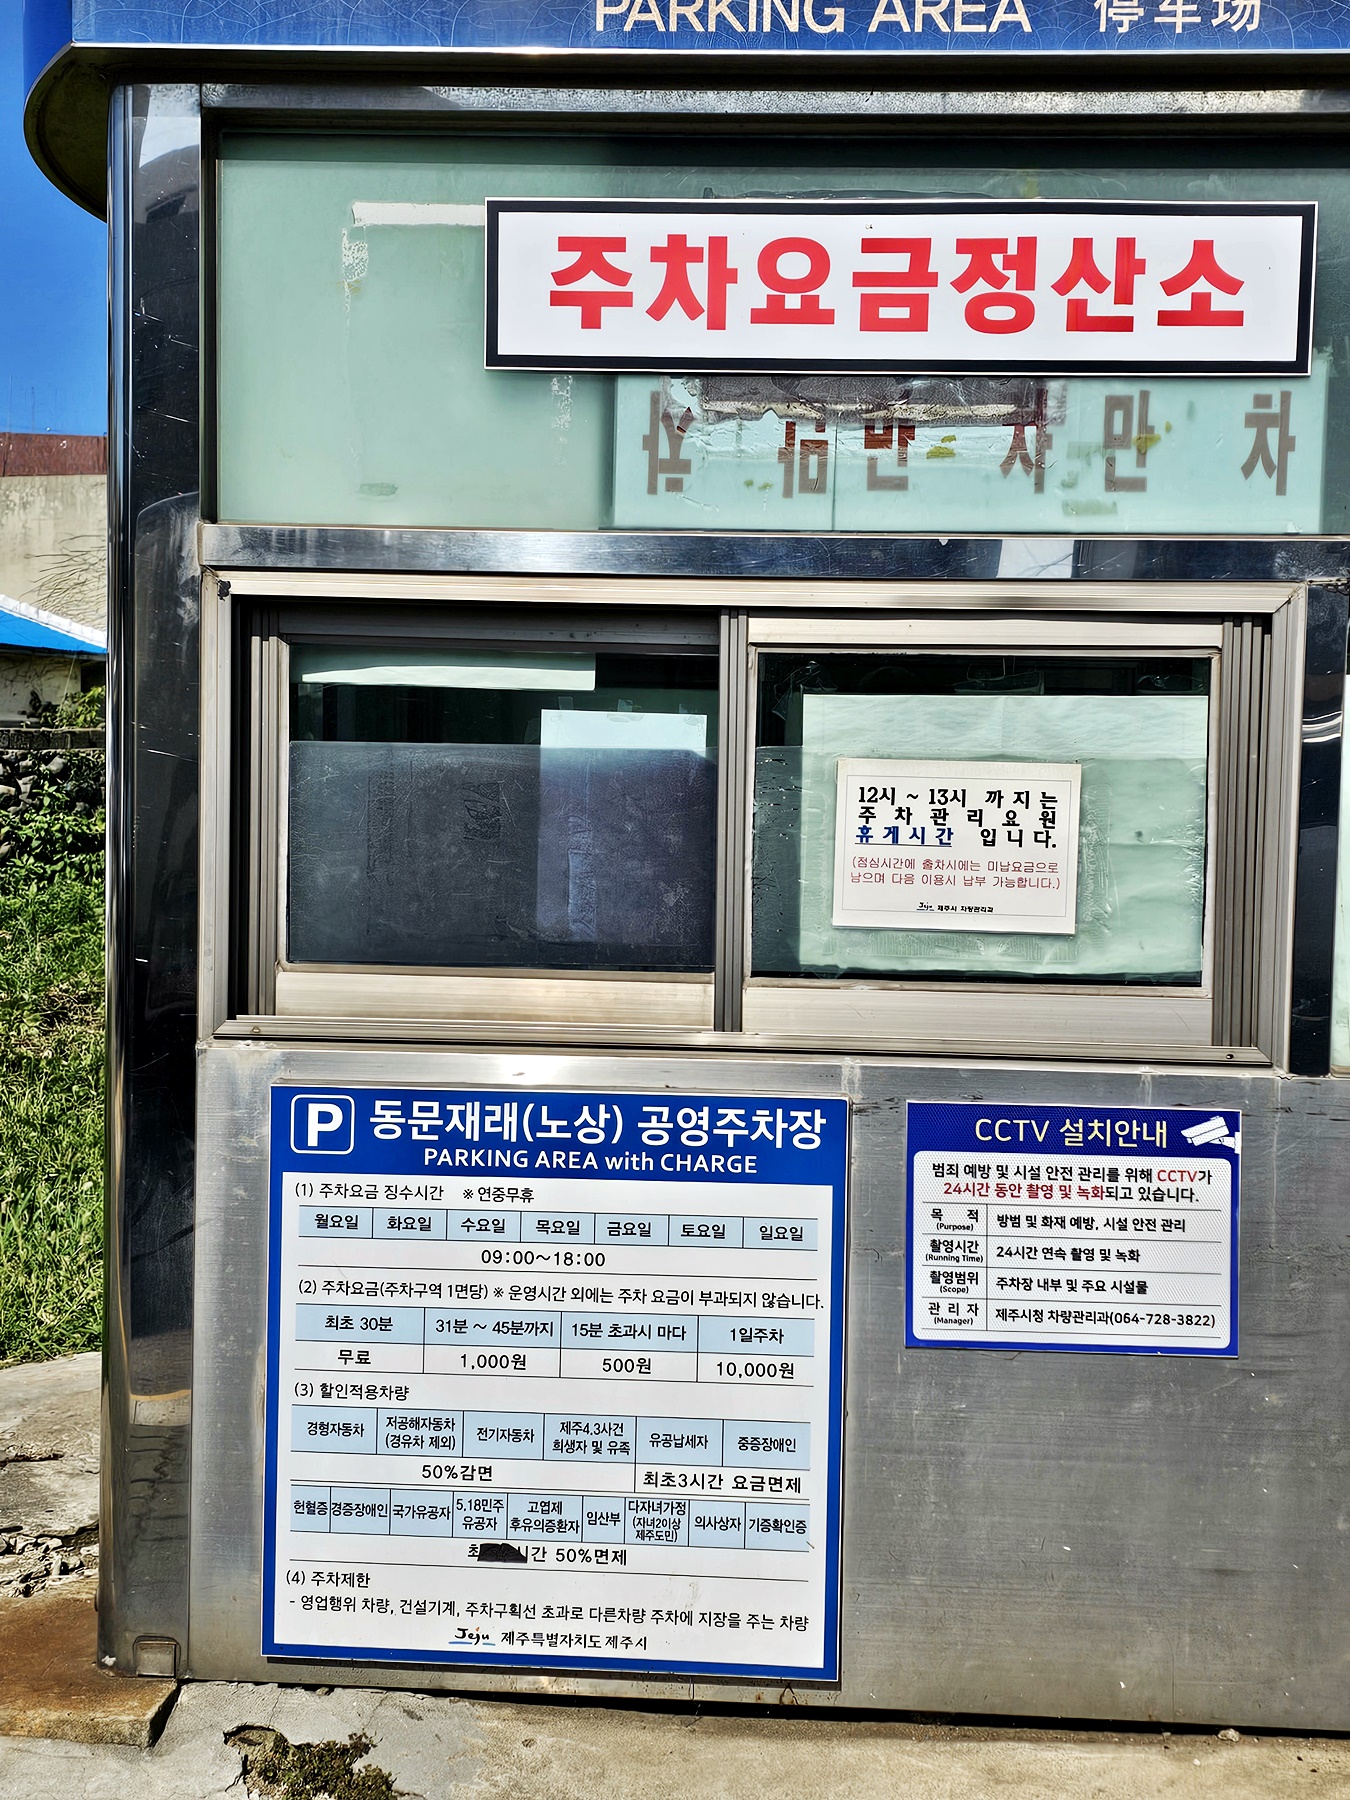 PARKING AREA 停车场
주차요금정산소
차 만 차
12시 ~ 13시 까지는
주차관리요원
휴게시간 입니다.
(점심시간에 출차시에는 미납요금으로
남으며 다음 이용시 납부 가능합니다.)
Jeju 제주시 차량관리과
P 동문재래(노상) 공영주차장
PARKING AREA with CHARGE
(1) 주차요금 징수시간 ※ 연중무휴
월요일 화요일 수요일 목요일 금요일 토요일 일요일
09:00~18:00
(2) 주차요금(주차구역 1면당) ※ 운영시간 외에는 주차 요금이 부과되지 않습니다.
최초 30분 31분 ~ 45분까지 15분 초과시 마다 1일주차
무료 1,000원 500원 10,000원
(3) 할인적용차량
경형자동차 저공해자동차 (경유차 제외) 전기자동차 제주4.3사건 희생자 및 유족 유공납세자 중증장애인
50%감면 최초3시간 요금면제
헌혈증 경증장애인 국가유공자 5.18민주 유공자 고엽제 후유의증환자 임산부 다자녀가정 (자녀2이상 제주도민) 의사상자 기증확인증
최 시간 50%면제
(4) 주차제한
- 영업행위 차량, 건설기계, 주차구획선 초과로 다른차량 주차에 지장을 주는 차량
Jeju 제주특별자치도 제주시
CCTV 설치안내
범죄 예방 및 시설 안전 관리를 위해 CCTV가
24시간 동안 촬영 및 녹화되고 있습니다.
목 적 (Purpose) 방범 및 화재 예방, 시설 안전 관리
촬영시간 (Running Time) 24시간 연속 촬영 및 녹화
촬영범위 (Scope) 주차장 내부 및 주요 시설물
관 리 자 (Manager) 제주시청 차량관리과(064-728-3822)